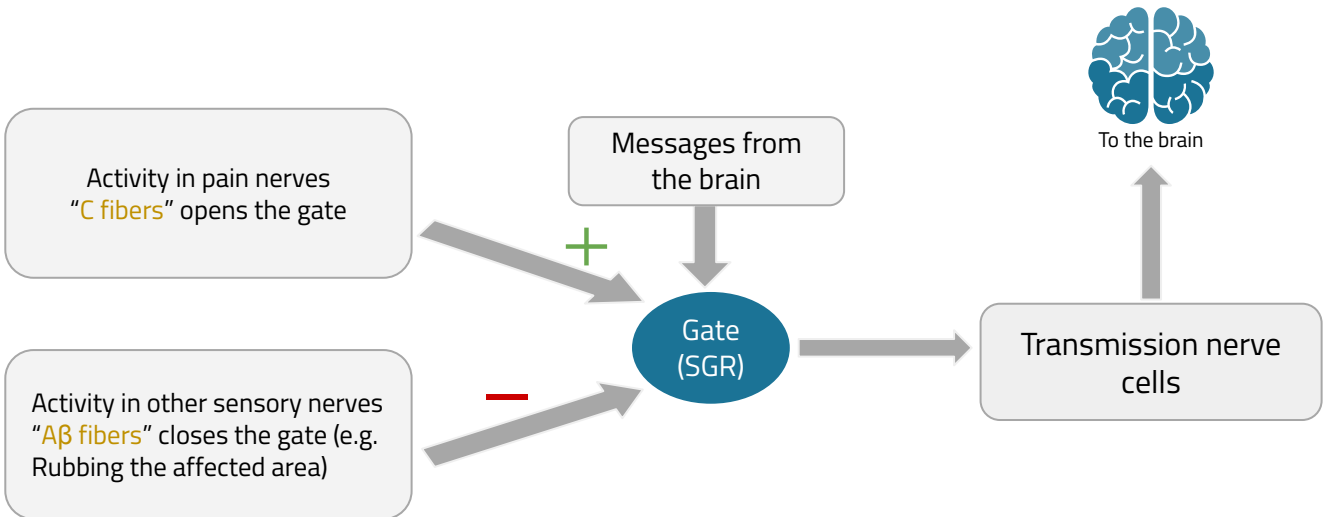 To the brain
Messages from
the brain
Activity in pain nerves
“C fibers” opens the gate
Gate
(SGR)
Transmission nerve
cells
Activity in other sensory nerves
“Aβ fibers” closes the gate (e.g.
Rubbing the affected area)